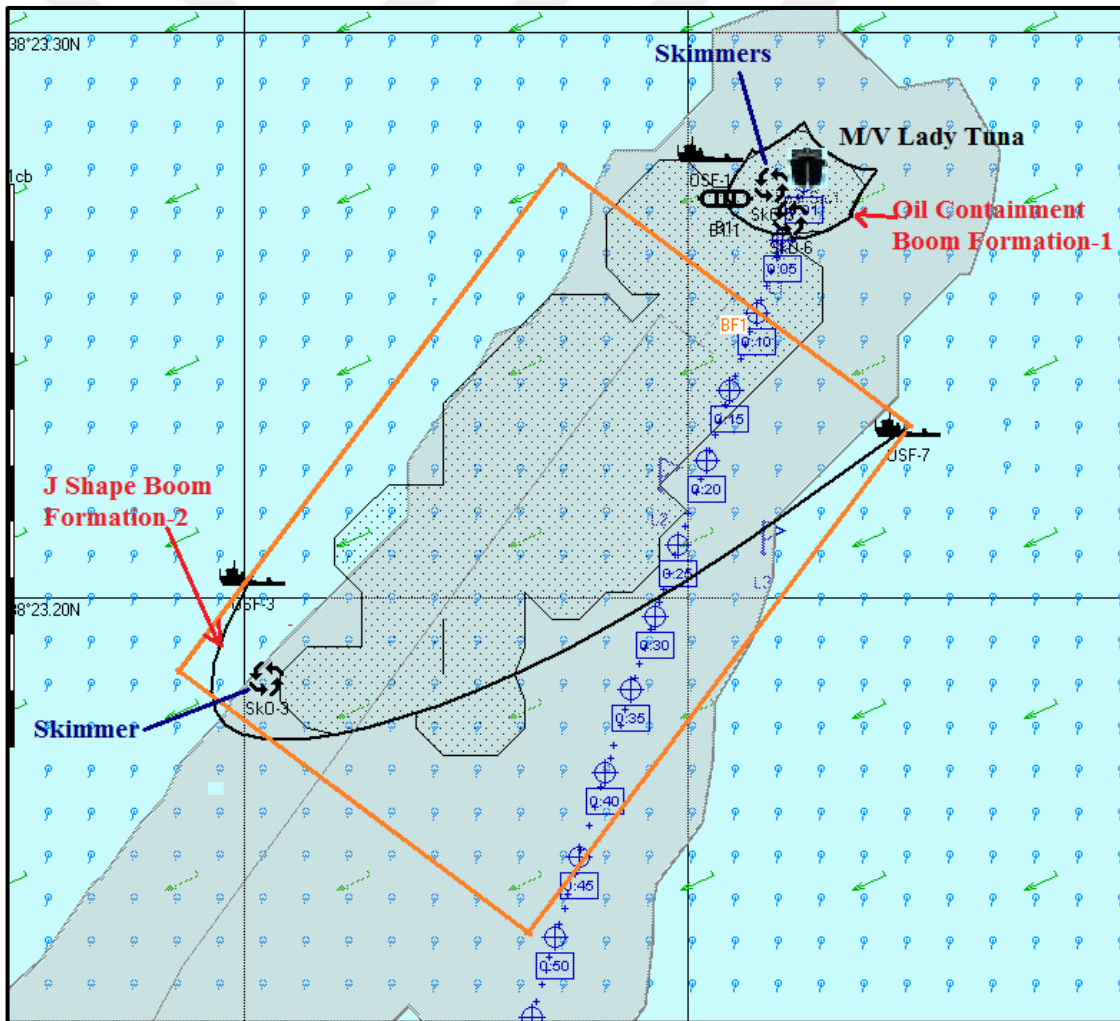 38°23.30N
Skimmers
M/V Lady Tuna
1cb
OSF-1
Oil Containment
Boom Formation-1
SkO-6
0:05
BF1
0:10
0:15
OSF-7
J Shape Boom
Formation-2
0:20
L2
0:25
L3
OSF-3
38°23.20N
0:30
SkO-3
0:35
Skimmer
0:40
0:45
0:50